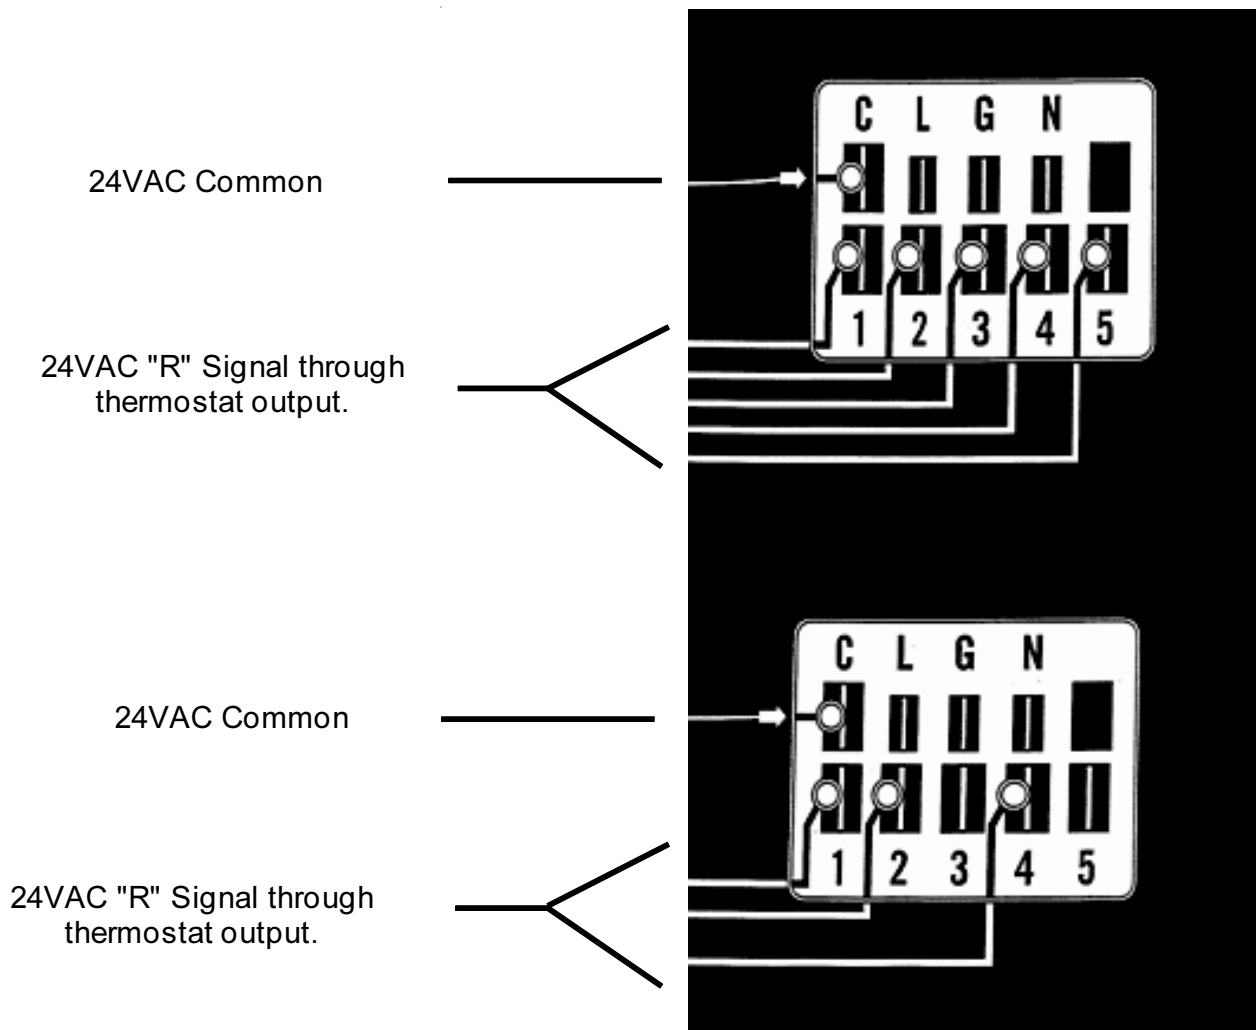 C L G N
24VAC Common
1 2 3 4 5
24VAC "R" Signal through
thermostat output.
C L G N
24VAC Common
1 2 3 4 5
24VAC "R" Signal through
thermostat output.